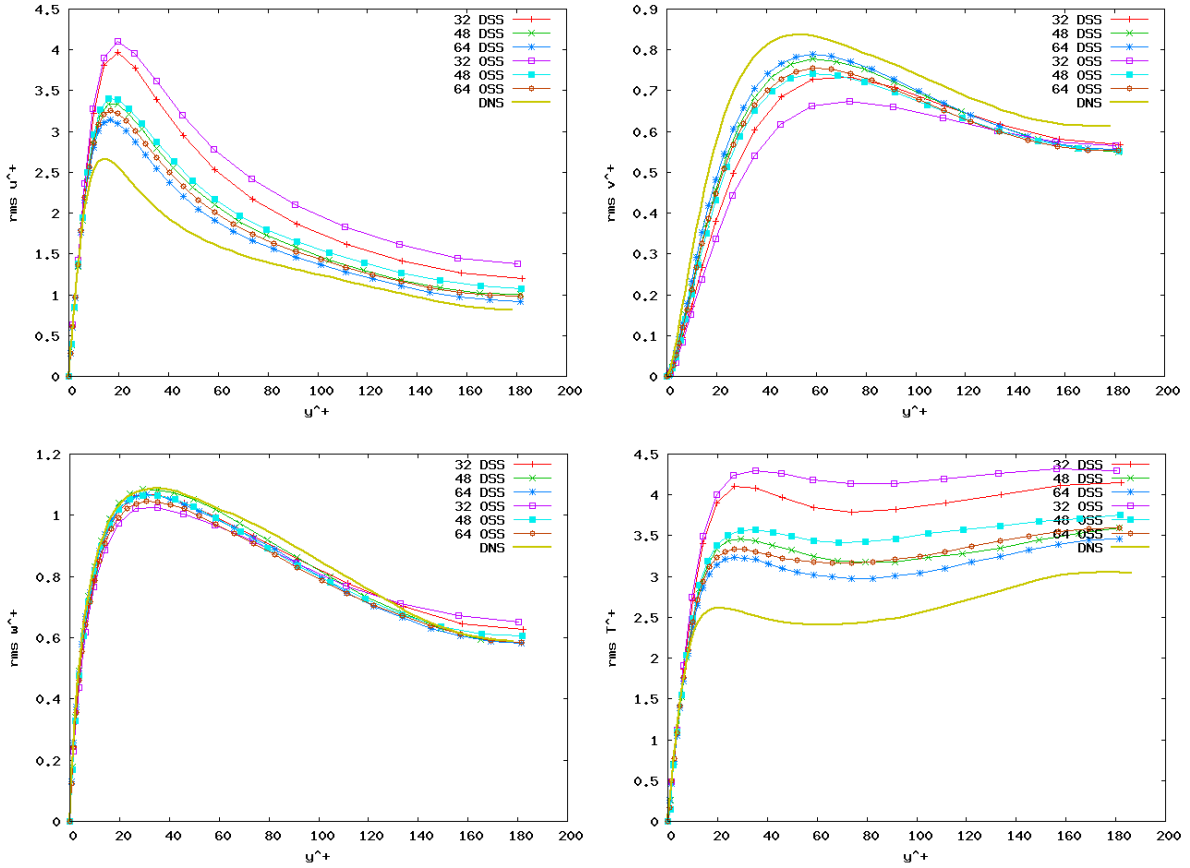 rms u^+
4.5
4
3.5
3
2.5
2
1.5
1
0.5
0
0 20 40 60 80 100 120 140 160 180 200
y^+
32 DSS
48 DSS
64 DSS
32 OSS
48 OSS
64 OSS
DNS
rms v^+
0.9
0.8
0.7
0.6
0.5
0.4
0.3
0.2
0.1
0
0 20 40 60 80 100 120 140 160 180 200
y^+
32 DSS
48 DSS
64 DSS
32 OSS
48 OSS
64 OSS
DNS
rms w^+
1.2
1
0.8
0.6
0.4
0.2
0
0 20 40 60 80 100 120 140 160 180 200
y^+
32 DSS
48 DSS
64 DSS
32 OSS
48 OSS
64 OSS
DNS
rms T^+
4.5
4
3.5
3
2.5
2
1.5
1
0.5
0
0 20 40 60 80 100 120 140 160 180 200
y^+
32 DSS
48 DSS
64 DSS
32 OSS
48 OSS
64 OSS
DNS